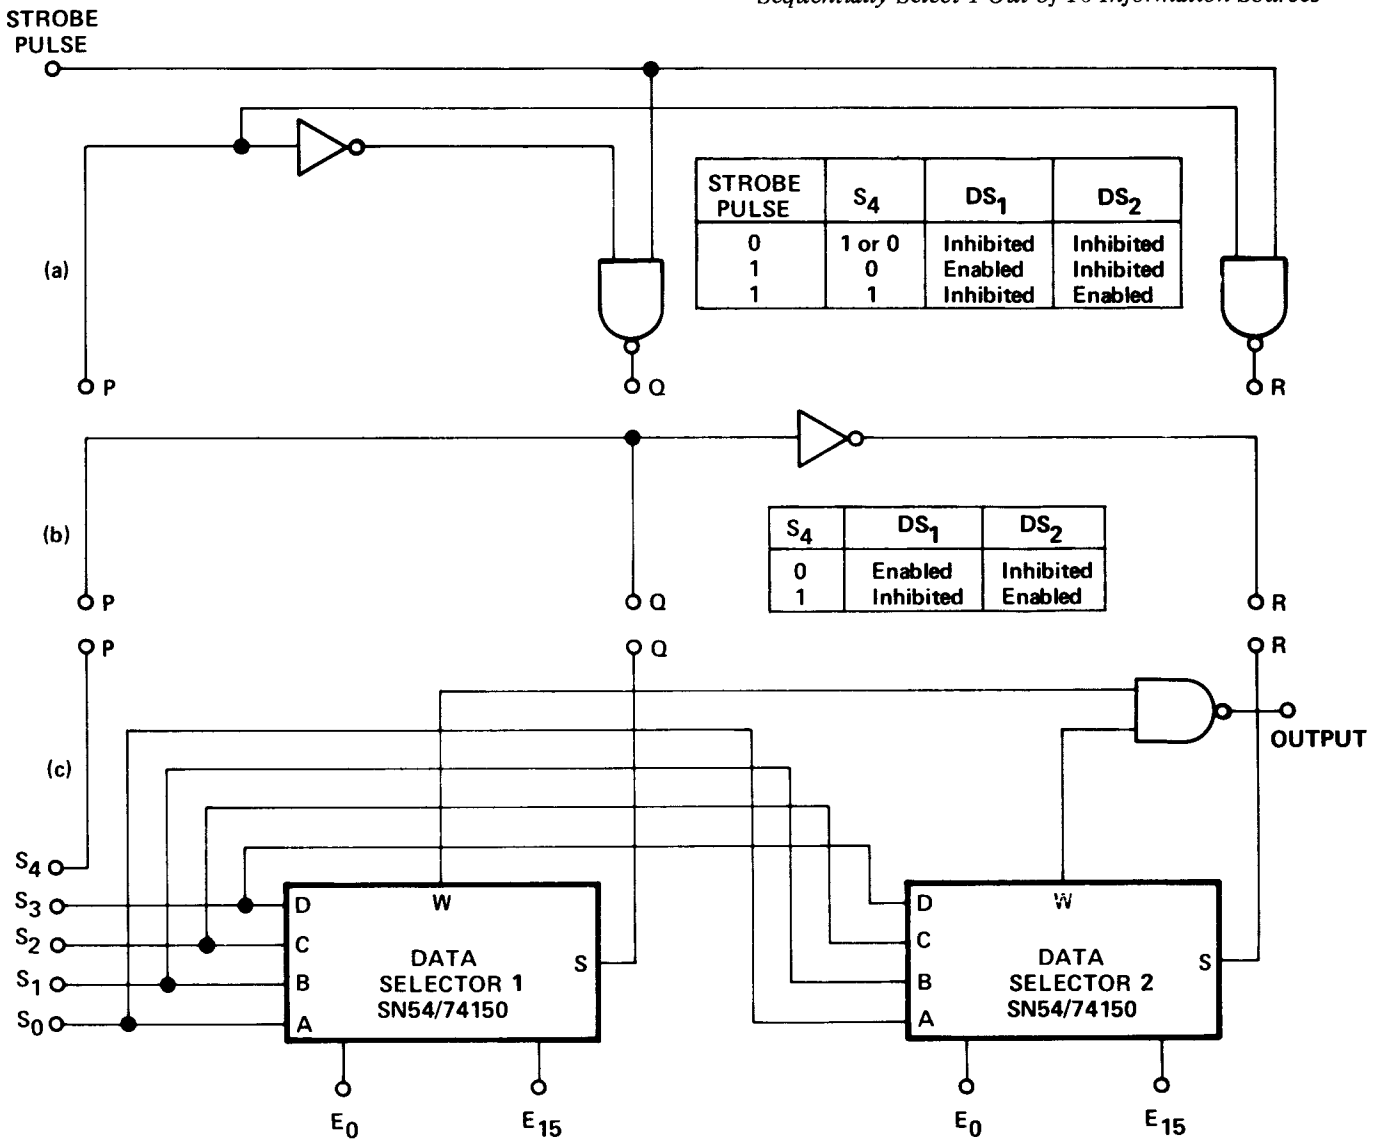 Sequentially Select 1 Out of 16 Information Sources
STROBE
PULSE
STROBE PULSE S4 DS1 DS2
0 1 or 0 Inhibited Inhibited
1 0 Enabled Inhibited
1 1 Inhibited Enabled
(a)
P Q R
S4 DS1 DS2
0 Enabled Inhibited
1 Inhibited Enabled
(b)
P Q R
P Q R
OUTPUT
(c)
S4
S3 D W D W
S2 C C
S1 B B
S0 A A
DATA
SELECTOR 1
SN54/74150
S
DATA
SELECTOR 2
SN54/74150
S
E0 E15 E0 E15